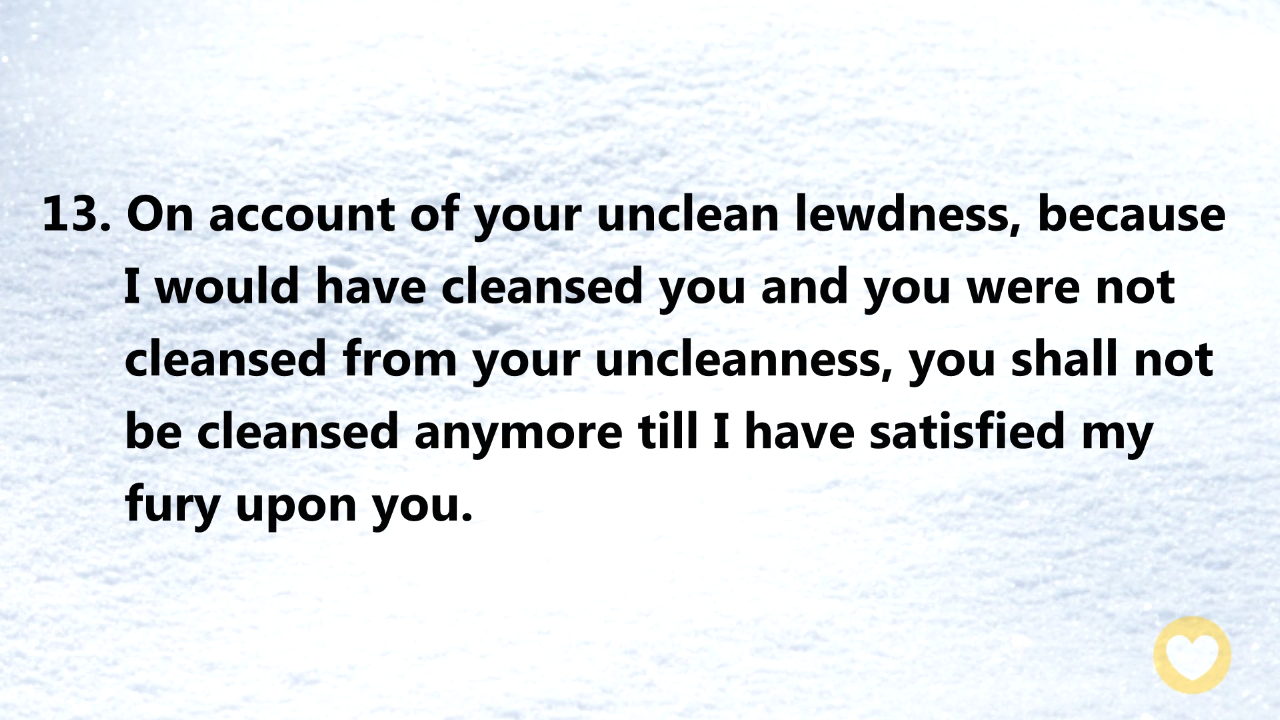 13. On account of your unclean lewdness, because
I would have cleansed you and you were not
cleansed from your uncleanness, you shall not
be cleansed anymore till I have satisfied my
fury upon you.